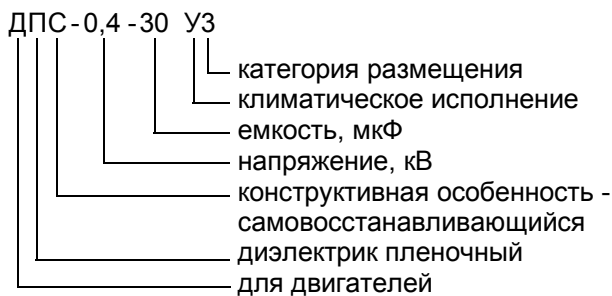 ДПС-0,4-30 У3
категория размещения
климатическое исполнение
емкость, мкФ
напряжение, кВ
конструктивная особенность -
самовосстанавливающийся
диэлектрик пленочный
для двигателей